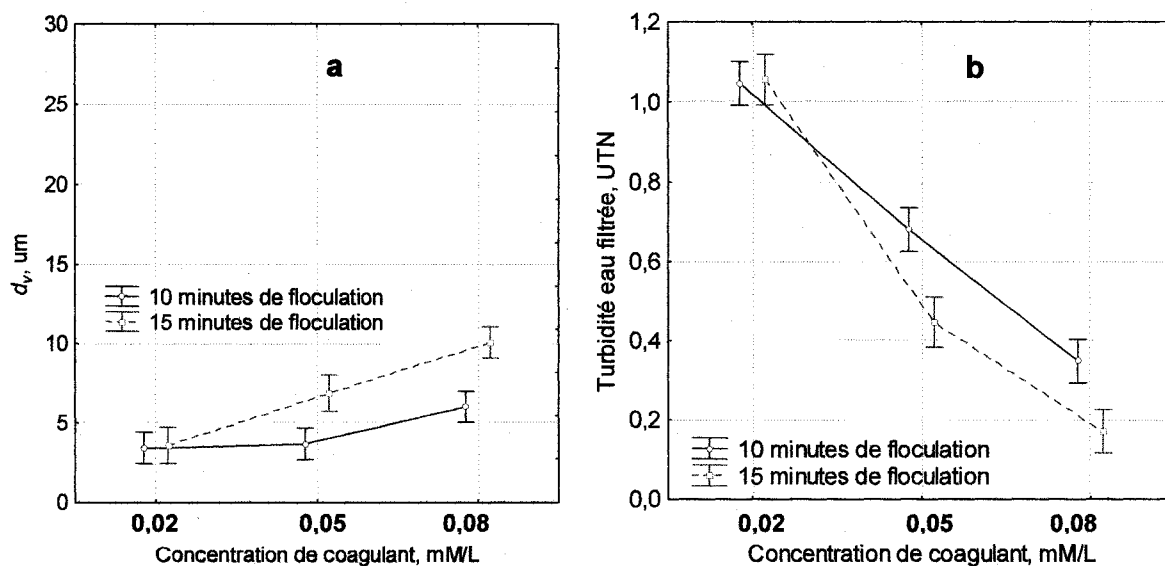 a
30
25
20
15
10
5
0
d_v, um
10 minutes de floculation
15 minutes de floculation
0,02
0,05
0,08
Concentration de coagulant, mM/L
b
1,2
1,0
0,8
0,6
0,4
0,2
0,0
Turbidité eau filtrée, UTN
10 minutes de floculation
15 minutes de floculation
0,02
0,05
0,08
Concentration de coagulant, mM/L